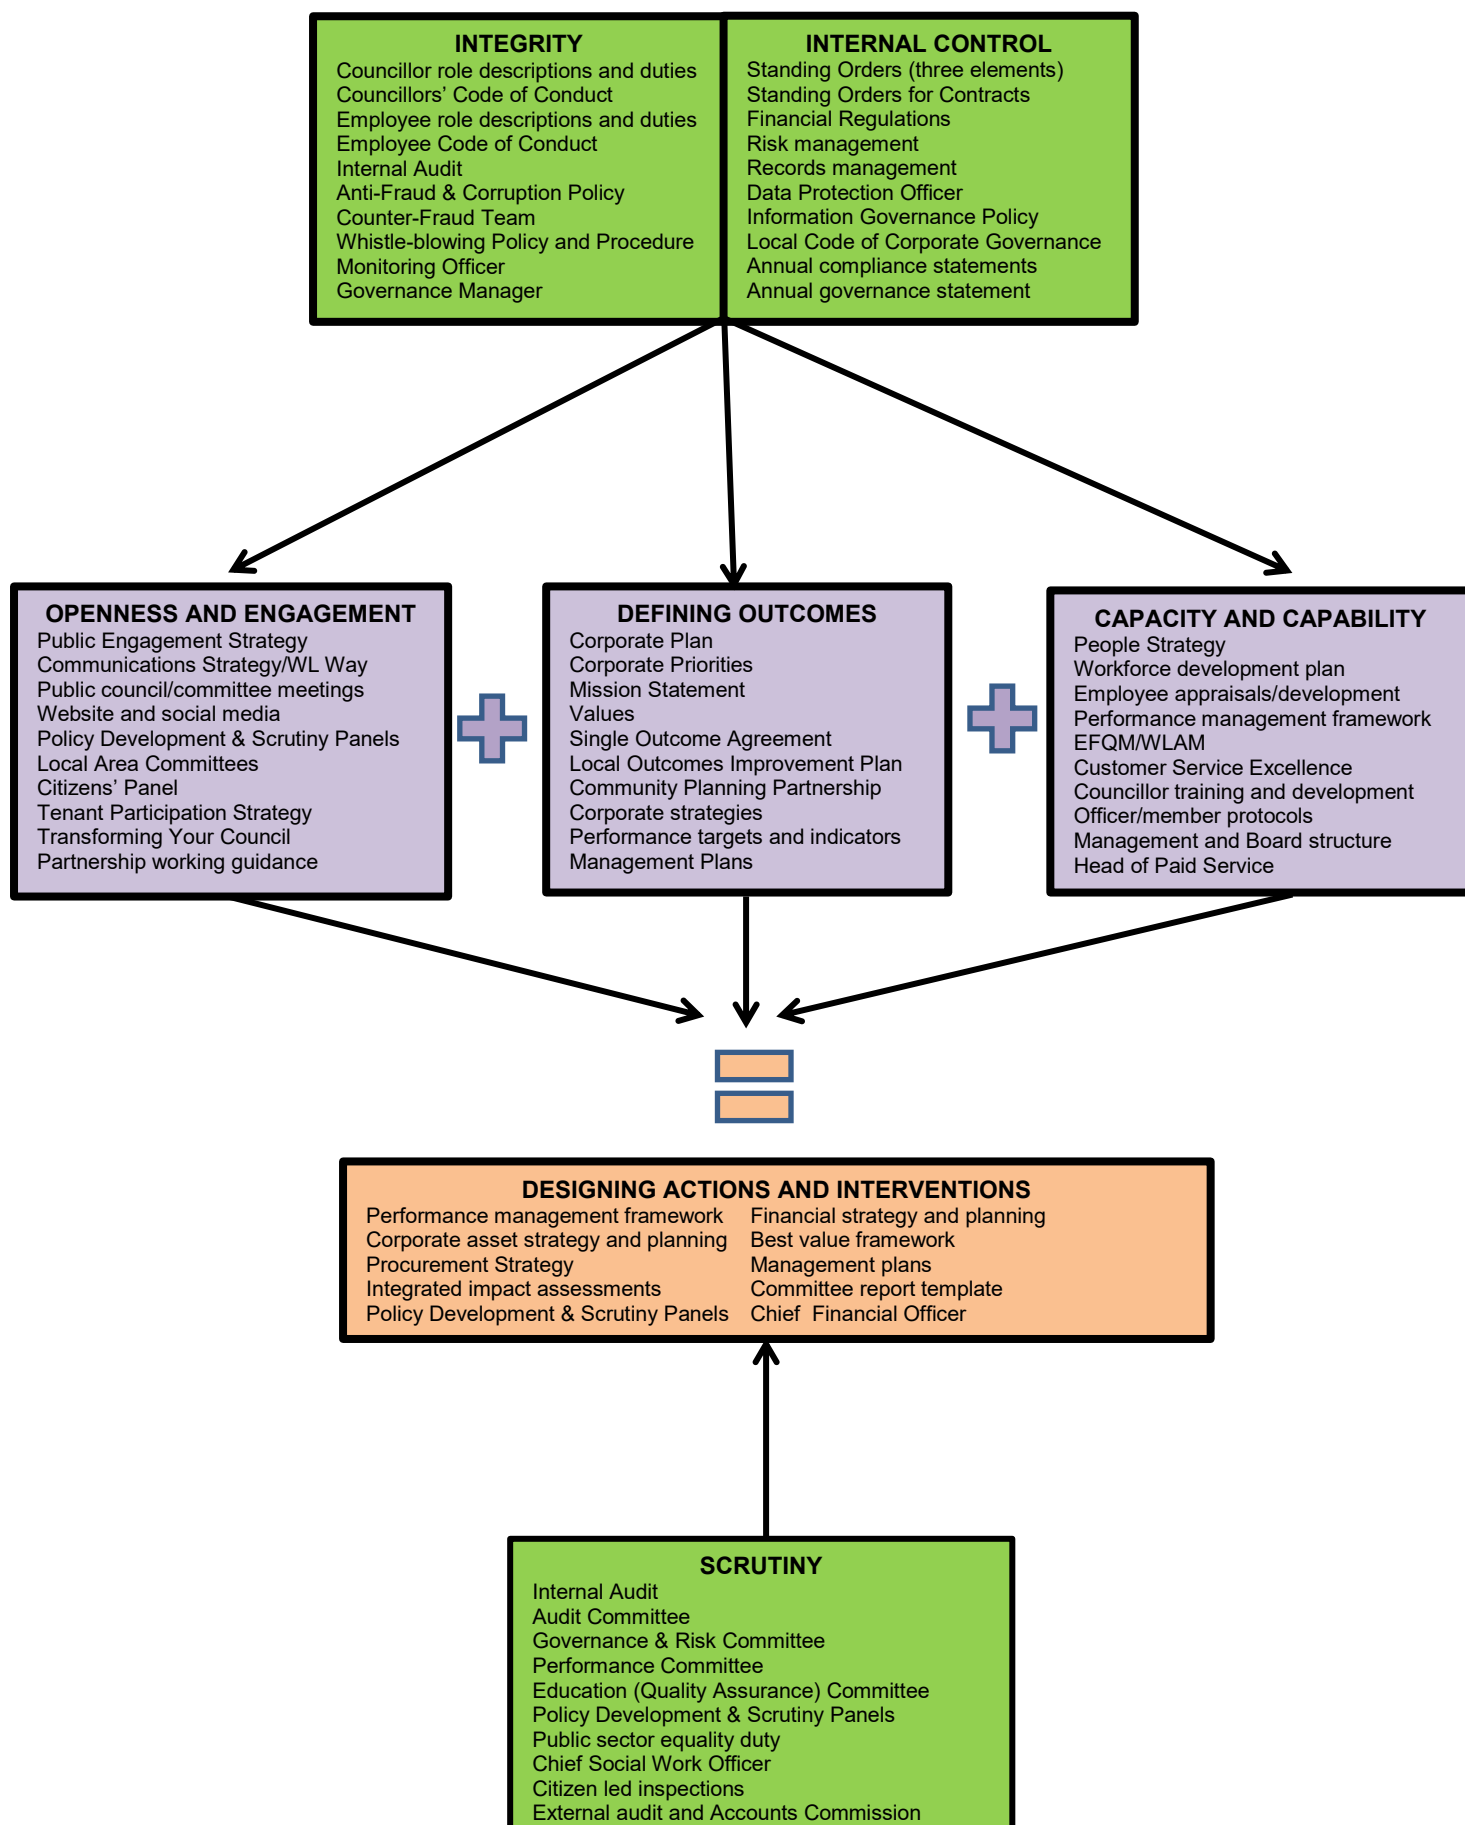 INTEGRITY
Councillor role descriptions and duties
Councillors’ Code of Conduct
Employee role descriptions and duties
Employee Code of Conduct
Internal Audit
Anti-Fraud & Corruption Policy
Counter-Fraud Team
Whistle-blowing Policy and Procedure
Monitoring Officer
Governance Manager
INTERNAL CONTROL
Standing Orders (three elements)
Standing Orders for Contracts
Financial Regulations
Risk management
Records management
Data Protection Officer
Information Governance Policy
Local Code of Corporate Governance
Annual compliance statements
Annual governance statement
OPENNESS AND ENGAGEMENT
Public Engagement Strategy
Communications Strategy/WL Way
Public council/committee meetings
Website and social media
Policy Development & Scrutiny Panels
Local Area Committees
Citizens’ Panel
Tenant Participation Strategy
Transforming Your Council
Partnership working guidance
DEFINING OUTCOMES
Corporate Plan
Corporate Priorities
Mission Statement
Values
Single Outcome Agreement
Local Outcomes Improvement Plan
Community Planning Partnership
Corporate strategies
Performance targets and indicators
Management Plans
CAPACITY AND CAPABILITY
People Strategy
Workforce development plan
Employee appraisals/development
Performance management framework
EFQM/WLAM
Customer Service Excellence
Councillor training and development
Officer/member protocols
Management and Board structure
Head of Paid Service
DESIGNING ACTIONS AND INTERVENTIONS
Performance management framework Financial strategy and planning
Corporate asset strategy and planning Best value framework
Procurement Strategy Management plans
Integrated impact assessments Committee report template
Policy Development & Scrutiny Panels Chief Financial Officer
SCRUTINY
Internal Audit
Audit Committee
Governance & Risk Committee
Performance Committee
Education (Quality Assurance) Committee
Policy Development & Scrutiny Panels
Public sector equality duty
Chief Social Work Officer
Citizen led inspections
External audit and Accounts Commission